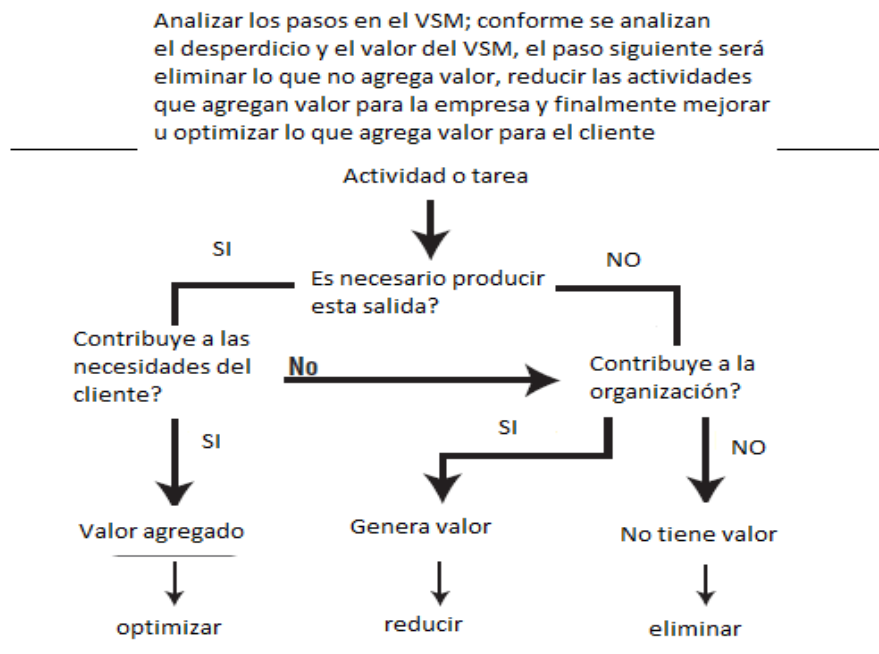 Analizar los pasos en el VSM; conforme se analizan
el desperdicio y el valor del VSM, el paso siguiente será
eliminar lo que no agrega valor, reducir las actividades
que agregan valor para la empresa y finalmente mejorar
u optimizar lo que agrega valor para el cliente
Actividad o tarea
SI
NO
Es necesario producir
esta salida?
Contribuye a las
necesidades del
cliente?
No
Contribuye a la
organización?
SI
SI
NO
Valor agregado
Genera valor
No tiene valor
optimizar
reducir
eliminar